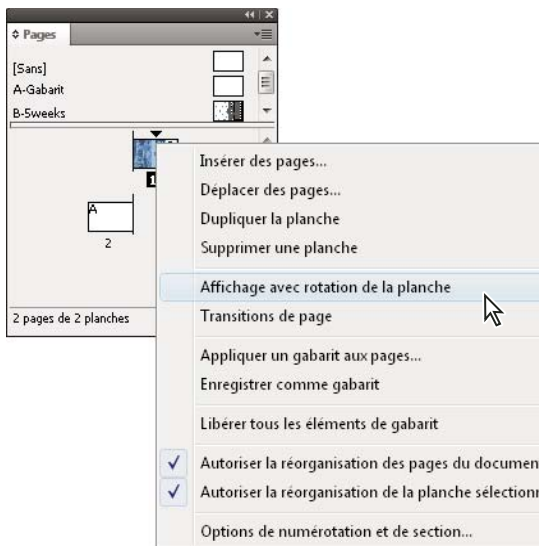 Pages
[Sans]
A-Gabarit
B-5weeks
1
A
2
2 pages de 2 planches
Insérer des pages...
Déplacer des pages...
Dupliquer la planche
Supprimer une planche
Affichage avec rotation de la planche
Transitions de page
Appliquer un gabarit aux pages...
Enregistrer comme gabarit
Libérer tous les éléments de gabarit
Autoriser la réorganisation des pages du documen
Autoriser la réorganisation de la planche sélectionn
Options de numérotation et de section...